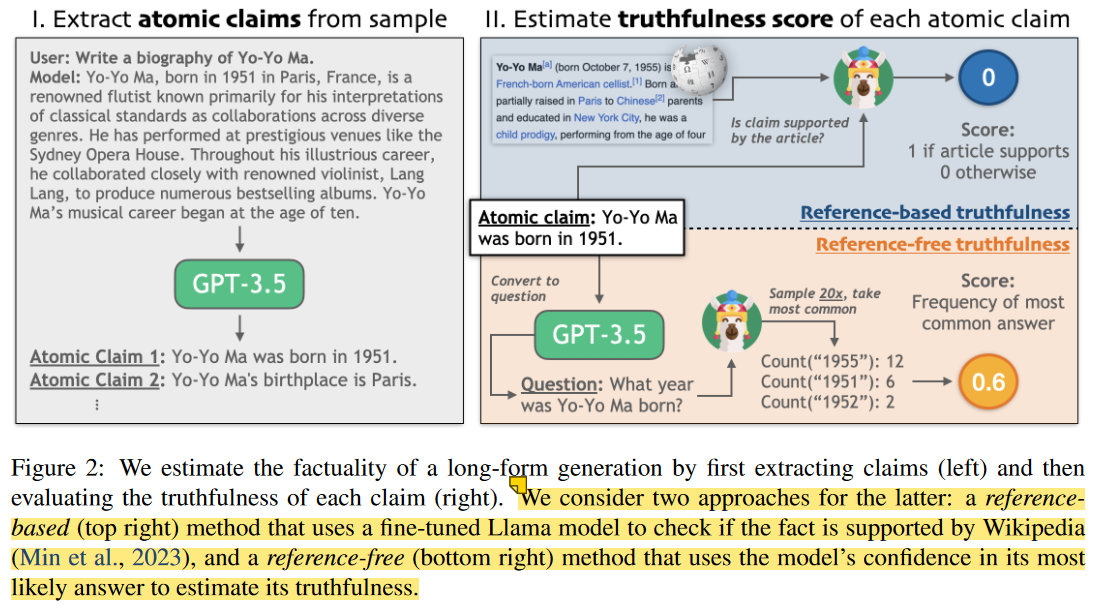 I. Extract atomic claims from sample
User: Write a biography of Yo-Yo Ma.
Model: Yo-Yo Ma, born in 1951 in Paris, France, is a
renowned flutist known primarily for his interpretations
of classical standards as collaborations across diverse
genres. He has performed at prestigious venues like the
Sydney Opera House. Throughout his illustrious career,
he collaborated closely with renowned violinist, Lang
Lang, to produce numerous bestselling albums. Yo-Yo
Ma's musical career began at the age of ten.
GPT-3.5
Atomic Claim 1: Yo-Yo Ma was born in 1951.
Atomic Claim 2: Yo-Yo Ma's birthplace is Paris.
⋮
II. Estimate truthfulness score of each atomic claim
Yo-Yo Ma[a] (born October 7, 1955) is
French-born American cellist.[1] Born a
partially raised in Paris to Chinese[2] parents
and educated in New York City, he was a
child prodigy, performing from the age of four
Is claim supported
by the article?
0
Score:
1 if article supports
0 otherwise
Reference-based truthfulness
Atomic claim: Yo-Yo Ma
was born in 1951.
Reference-free truthfulness
Convert to
question
GPT-3.5
Question: What year
was Yo-Yo Ma born?
Sample 20x, take
most common
Count("1955"): 12
Count("1951"): 6
Count("1952"): 2
Score:
Frequency of most
common answer
0.6
Figure 2: We estimate the factuality of a long-form generation by first extracting claims (left) and then
evaluating the truthfulness of each claim (right). We consider two approaches for the latter: a reference-
based (top right) method that uses a fine-tuned Llama model to check if the fact is supported by Wikipedia
(Min et al., 2023), and a reference-free (bottom right) method that uses the model's confidence in its most
likely answer to estimate its truthfulness.